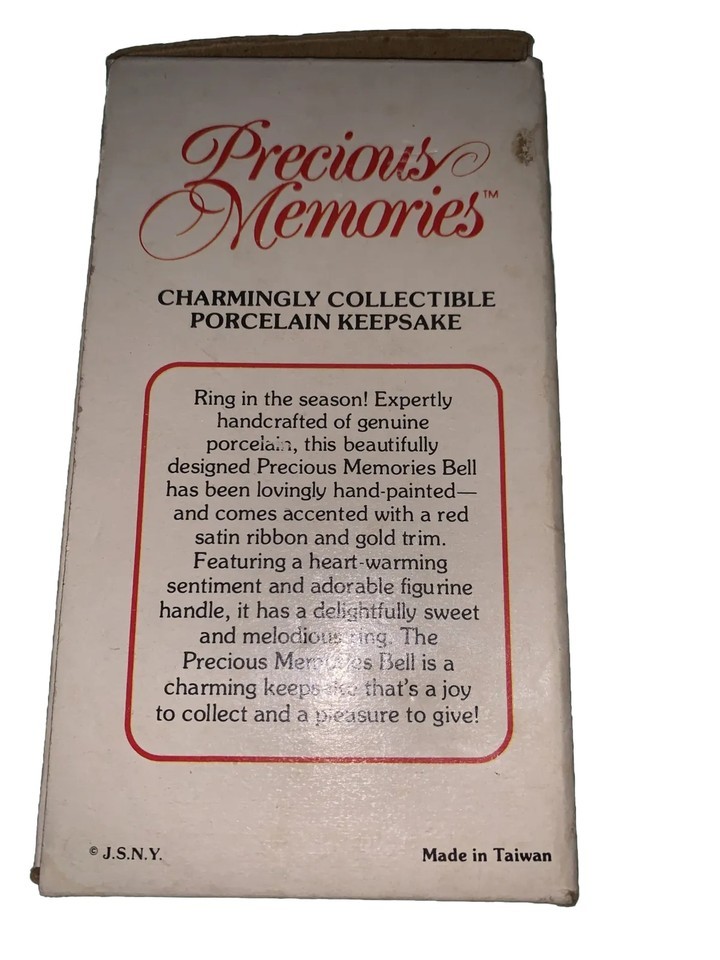 Precious
Memories™
CHARMINGLY COLLECTIBLE
PORCELAIN KEEPSAKE
Ring in the season! Expertly
handcrafted of genuine
porcelain, this beautifully
designed Precious Memories Bell
has been lovingly hand-painted—
and comes accented with a red
satin ribbon and gold trim.
Featuring a heart-warming
sentiment and adorable figurine
handle, it has a delightfully sweet
and melodious ring. The
Precious Memories Bell is a
charming keepsake that's a joy
to collect and a pleasure to give!
© J.S.N.Y.
Made in Taiwan